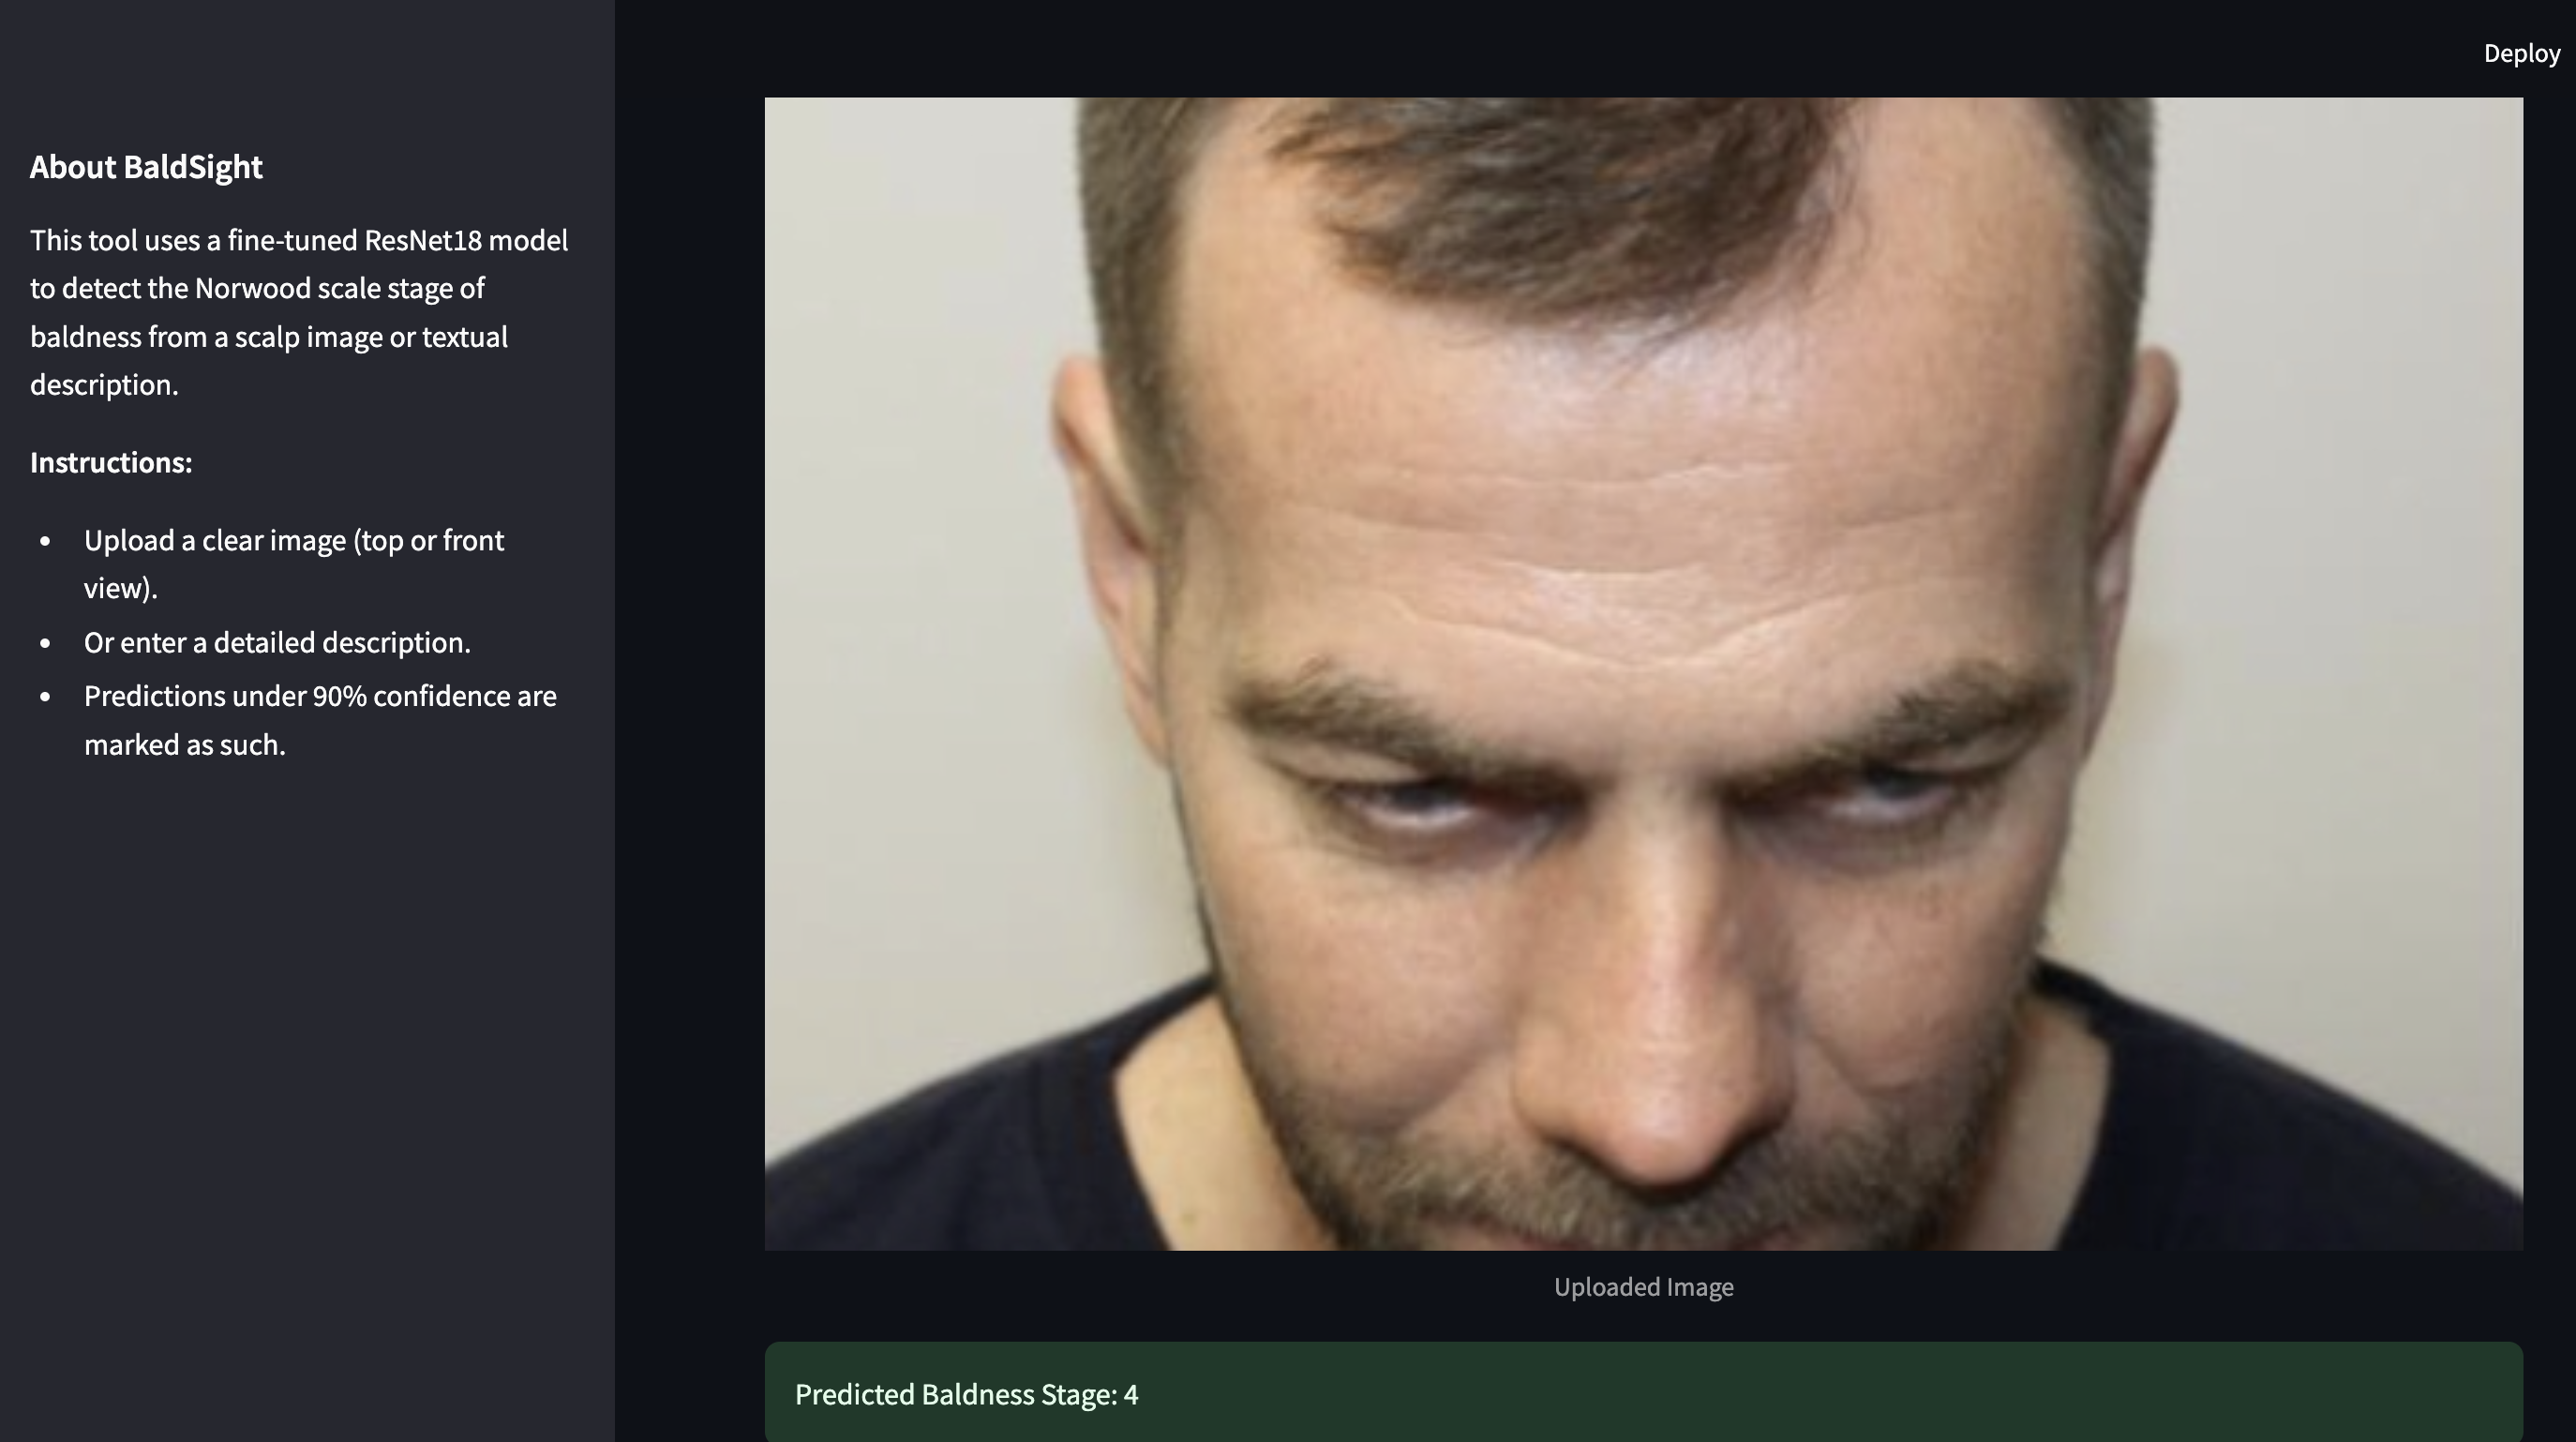 Deploy
About BaldSight
This tool uses a fine-tuned ResNet18 model
to detect the Norwood scale stage of
baldness from a scalp image or textual
description.
Instructions:
Upload a clear image (top or front
view).
Or enter a detailed description.
Predictions under 90% confidence are
marked as such.
Uploaded Image
Predicted Baldness Stage: 4